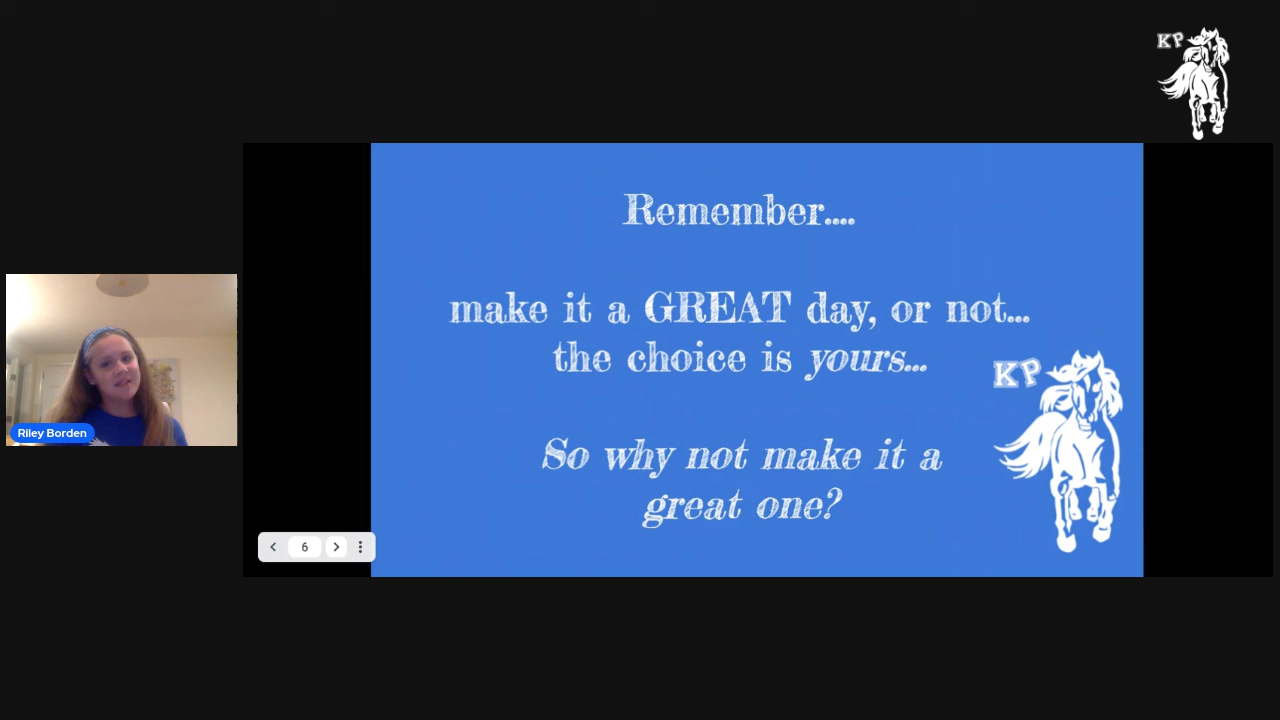 KP
Remember....
make it a GREAT day, or not...
the choice is yours...
KP
So why not make it a
great one?
Riley Borden
6